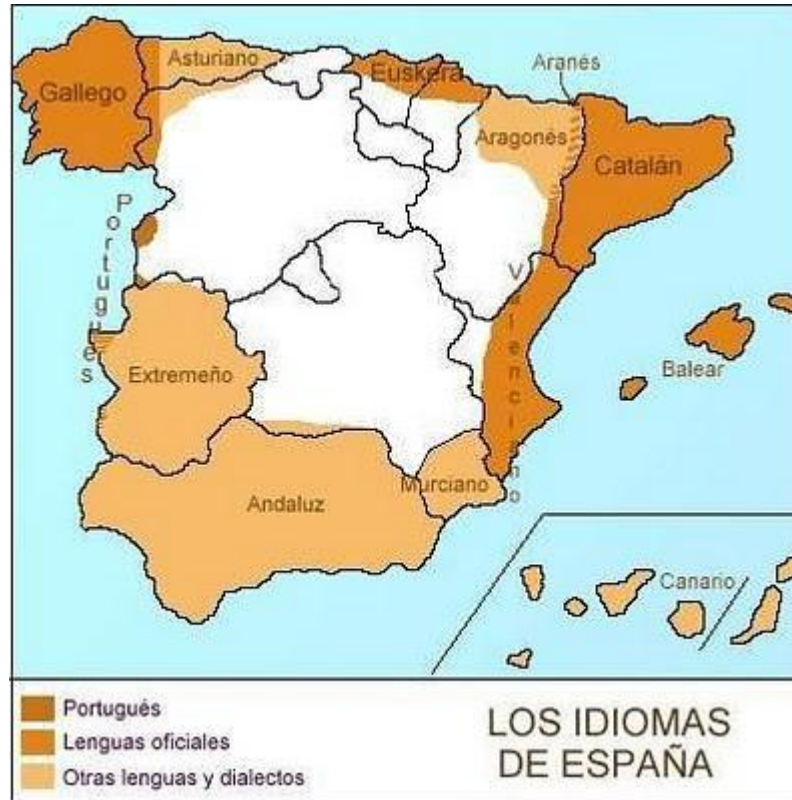 Gallego
Asturiano
Euskera
Aranés
Aragonés
Catalán
Portugués
Valenciano
Balear
Extremeño
Murciano
Andaluz
Canario
Portugués
Lenguas oficiales
Otras lenguas y dialectos
LOS IDIOMAS
DE ESPAÑA